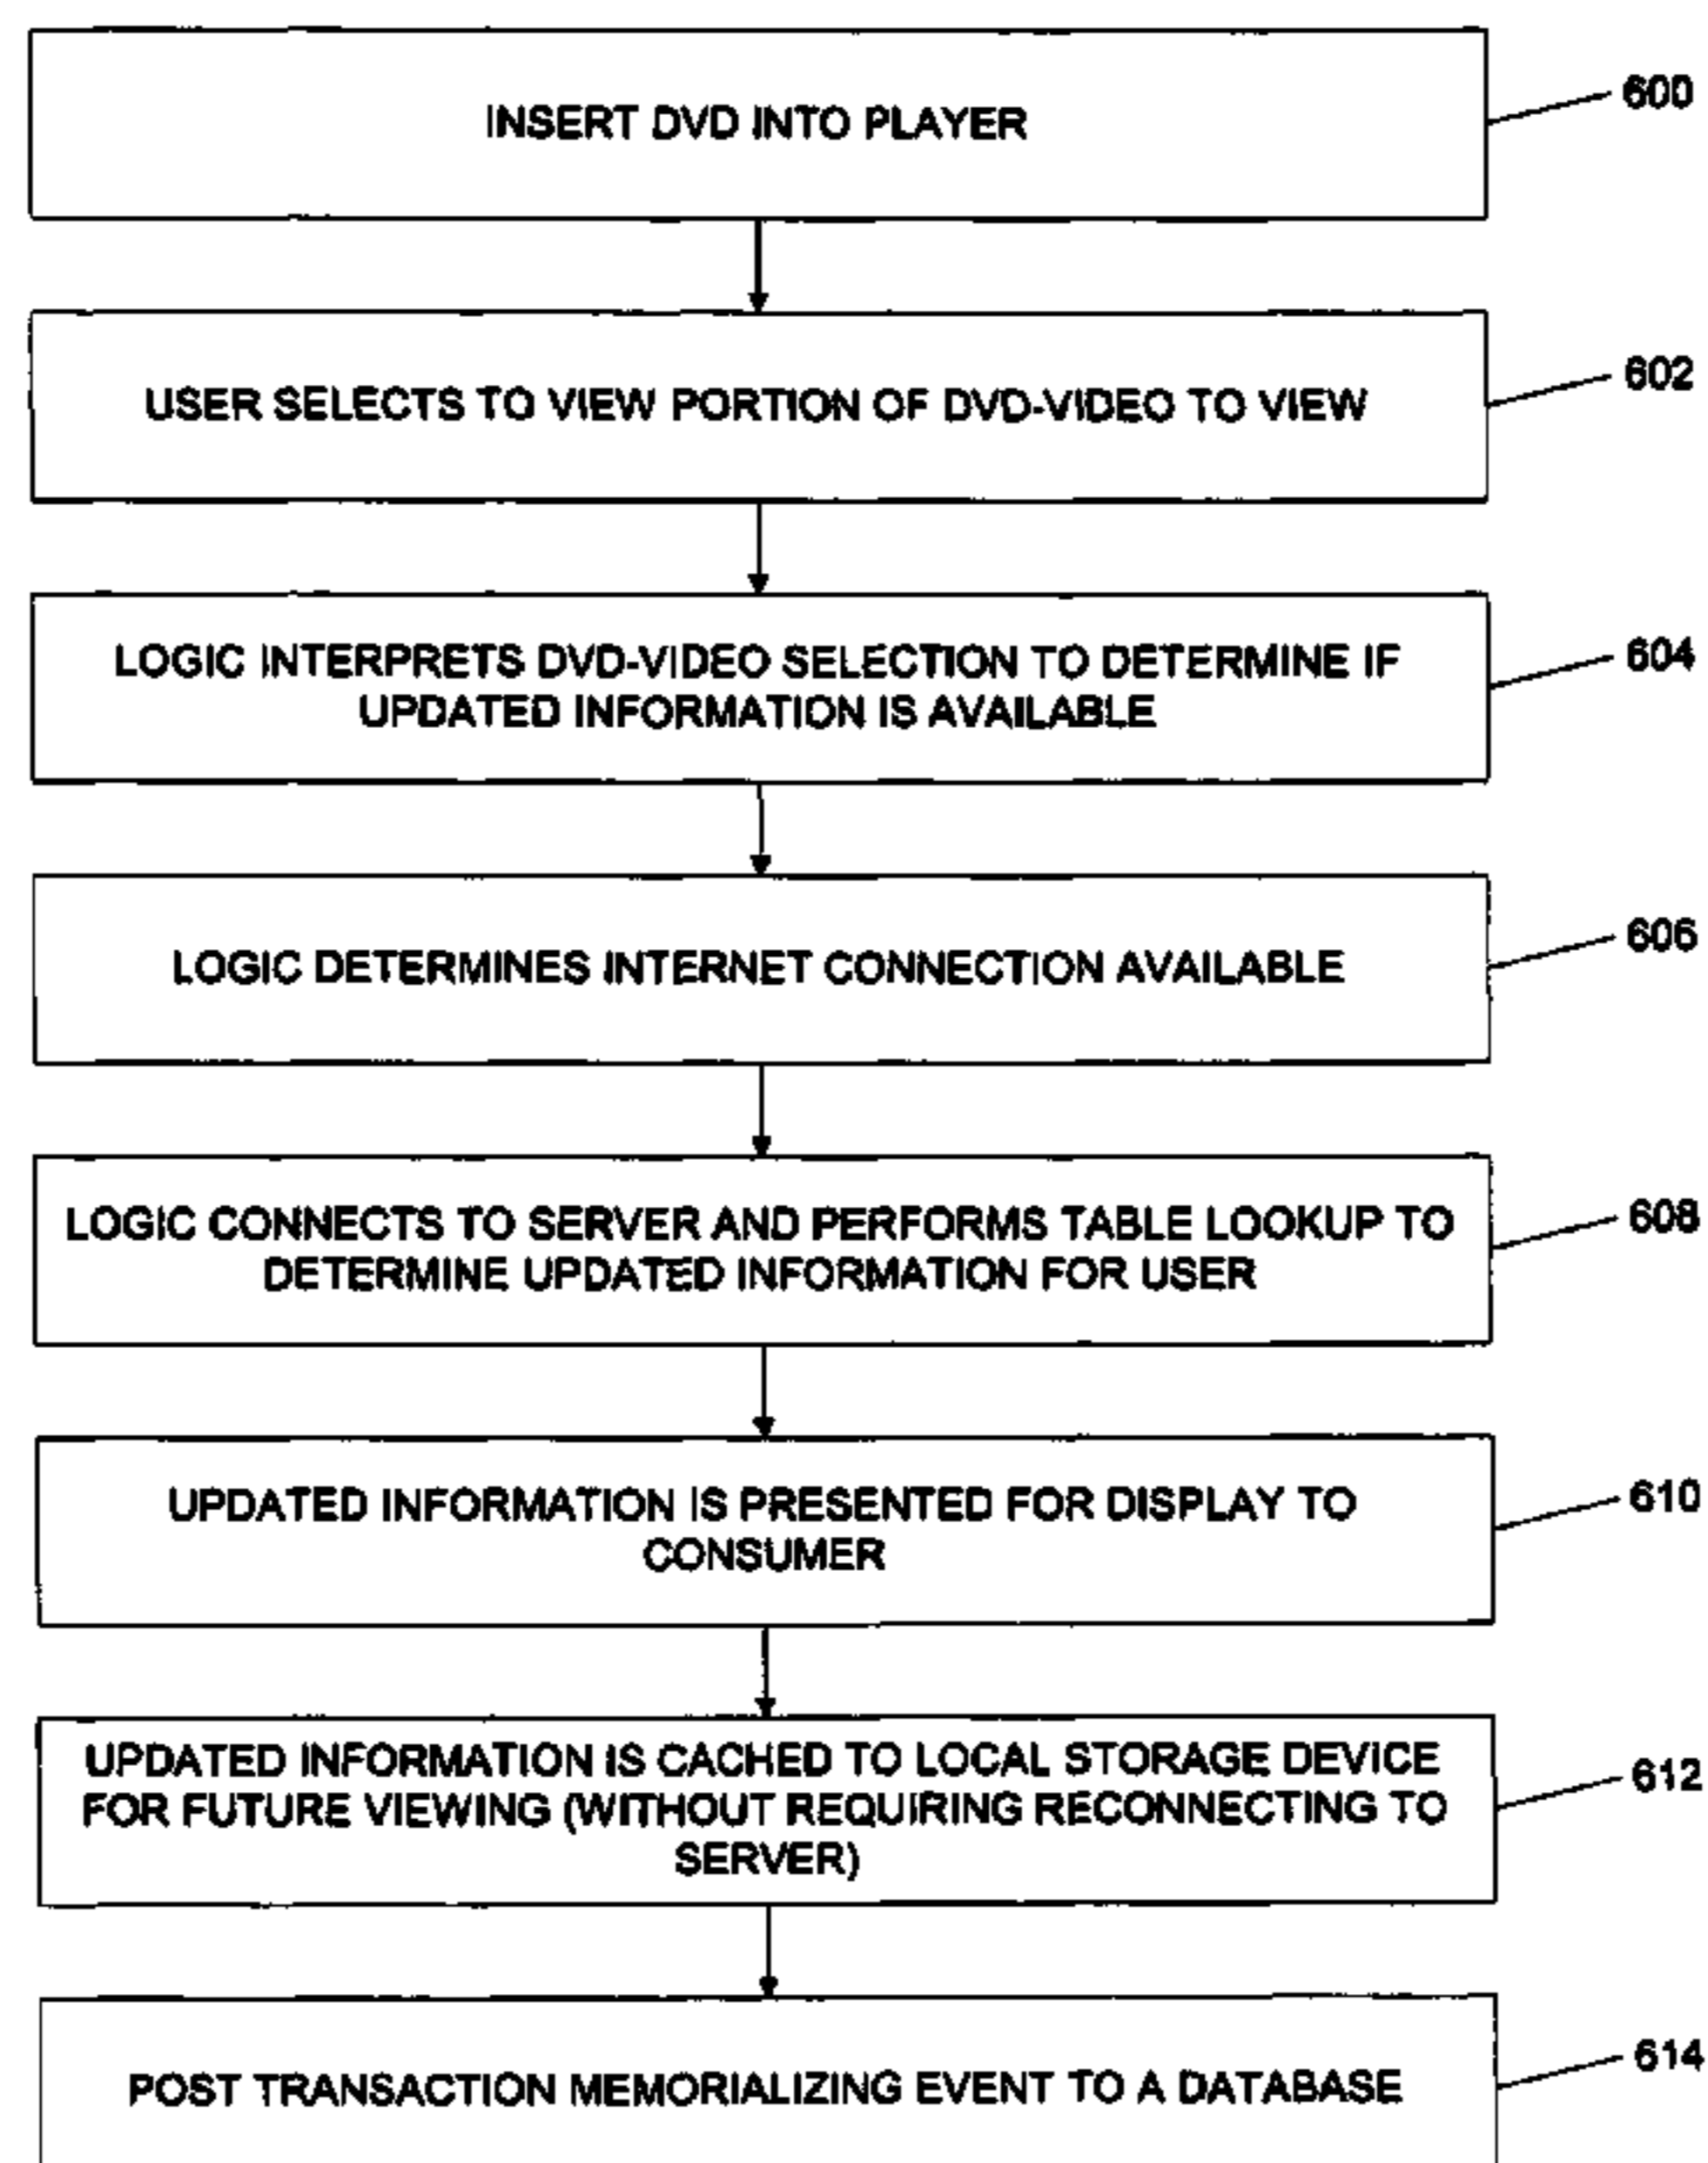 INSERT DVD INTO PLAYER
600
USER SELECTS TO VIEW PORTION OF DVD-VIDEO TO VIEW
602
LOGIC INTERPRETS DVD-VIDEO SELECTION TO DETERMINE IF
UPDATED INFORMATION IS AVAILABLE
604
LOGIC DETERMINES INTERNET CONNECTION AVAILABLE
606
LOGIC CONNECTS TO SERVER AND PERFORMS TABLE LOOKUP TO
DETERMINE UPDATED INFORMATION FOR USER
608
UPDATED INFORMATION IS PRESENTED FOR DISPLAY TO
CONSUMER
610
UPDATED INFORMATION IS CACHED TO LOCAL STORAGE DEVICE
FOR FUTURE VIEWING (WITHOUT REQUIRING RECONNECTING TO
SERVER)
612
POST TRANSACTION MEMORIALIZING EVENT TO A DATABASE
614